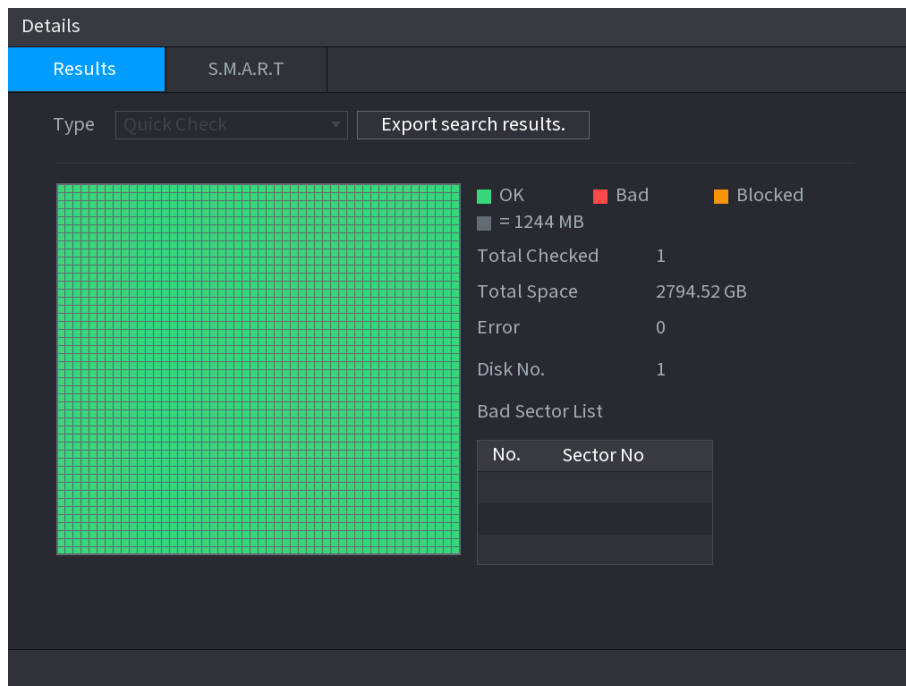 Details
Results S.M.A.R.T
Type Quick Check Export search results.
OK Bad Blocked
= 1244 MB
Total Checked 1
Total Space 2794.52 GB
Error 0
Disk No. 1
Bad Sector List
No. Sector No